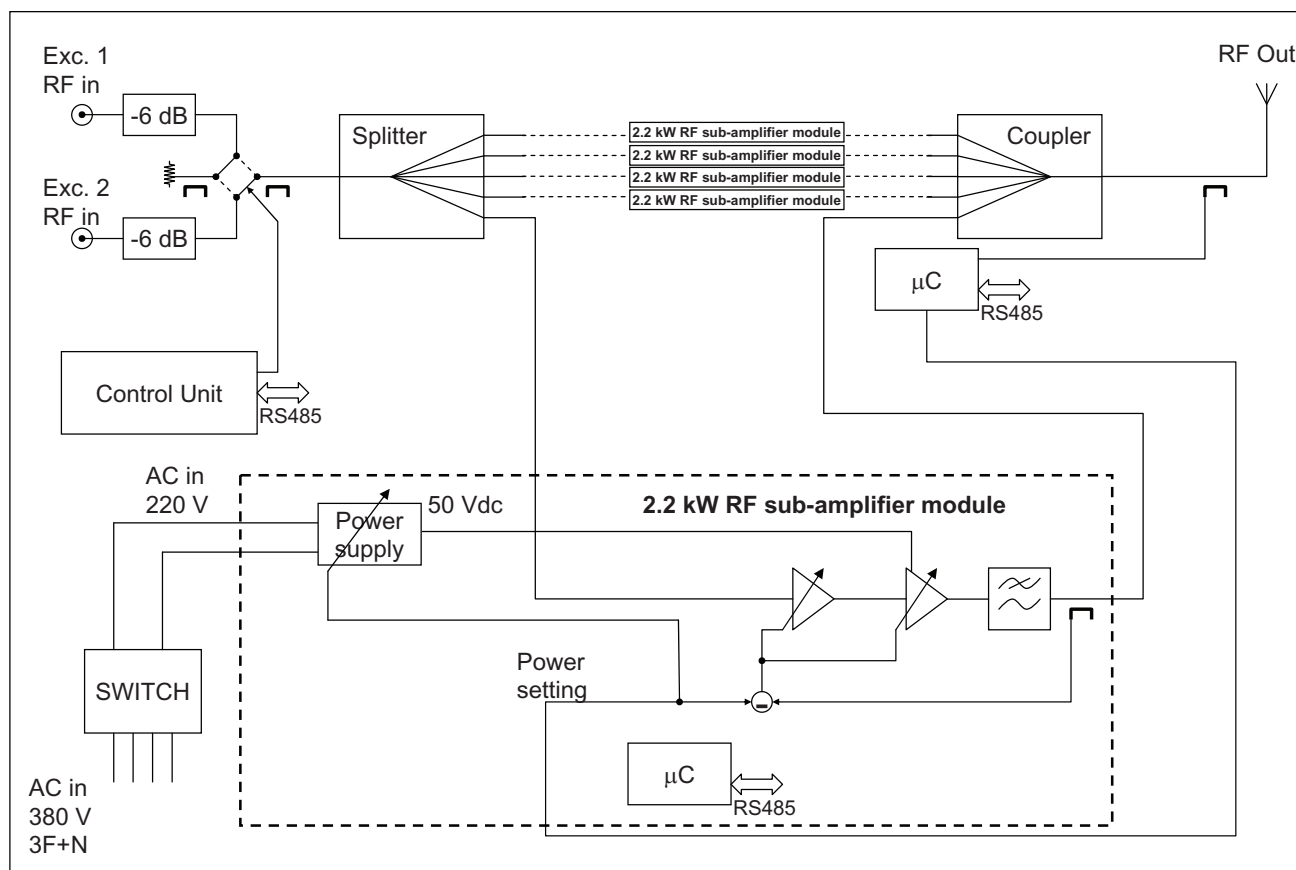 Exc. 1
RF in
-6 dB
Exc. 2
RF in
-6 dB
Splitter
2.2 kW RF sub-amplifier module
2.2 kW RF sub-amplifier module
2.2 kW RF sub-amplifier module
2.2 kW RF sub-amplifier module
Coupler
RF Out
μC
RS485
Control Unit
RS485
AC in
220 V
Power
supply
50 Vdc
2.2 kW RF sub-amplifier module
SWITCH
Power
setting
-
μC
RS485
AC in
380 V
3F+N